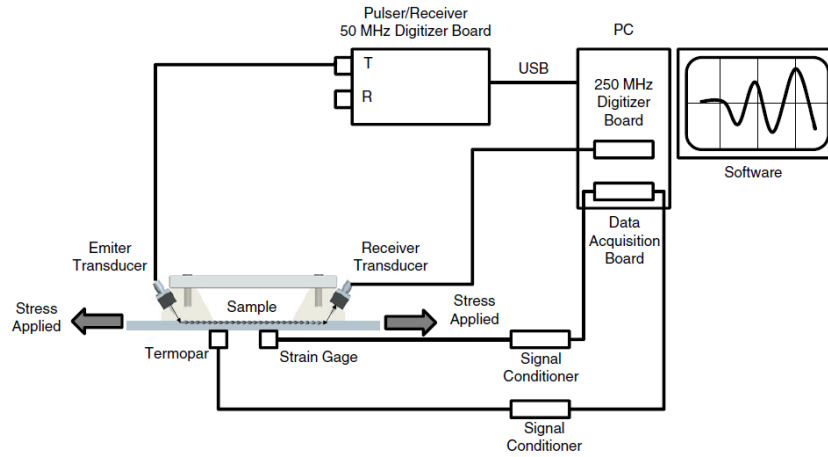 Pulser/Receiver
50 MHz Digitizer Board
PC
T
R
USB
250 MHz
Digitizer
Board
Software
Data
Acquisition
Board
Emiter
Transducer
Receiver
Transducer
Sample
Stress
Applied
Stress
Applied
Termopar
Strain Gage
Signal
Conditioner
Signal
Conditioner